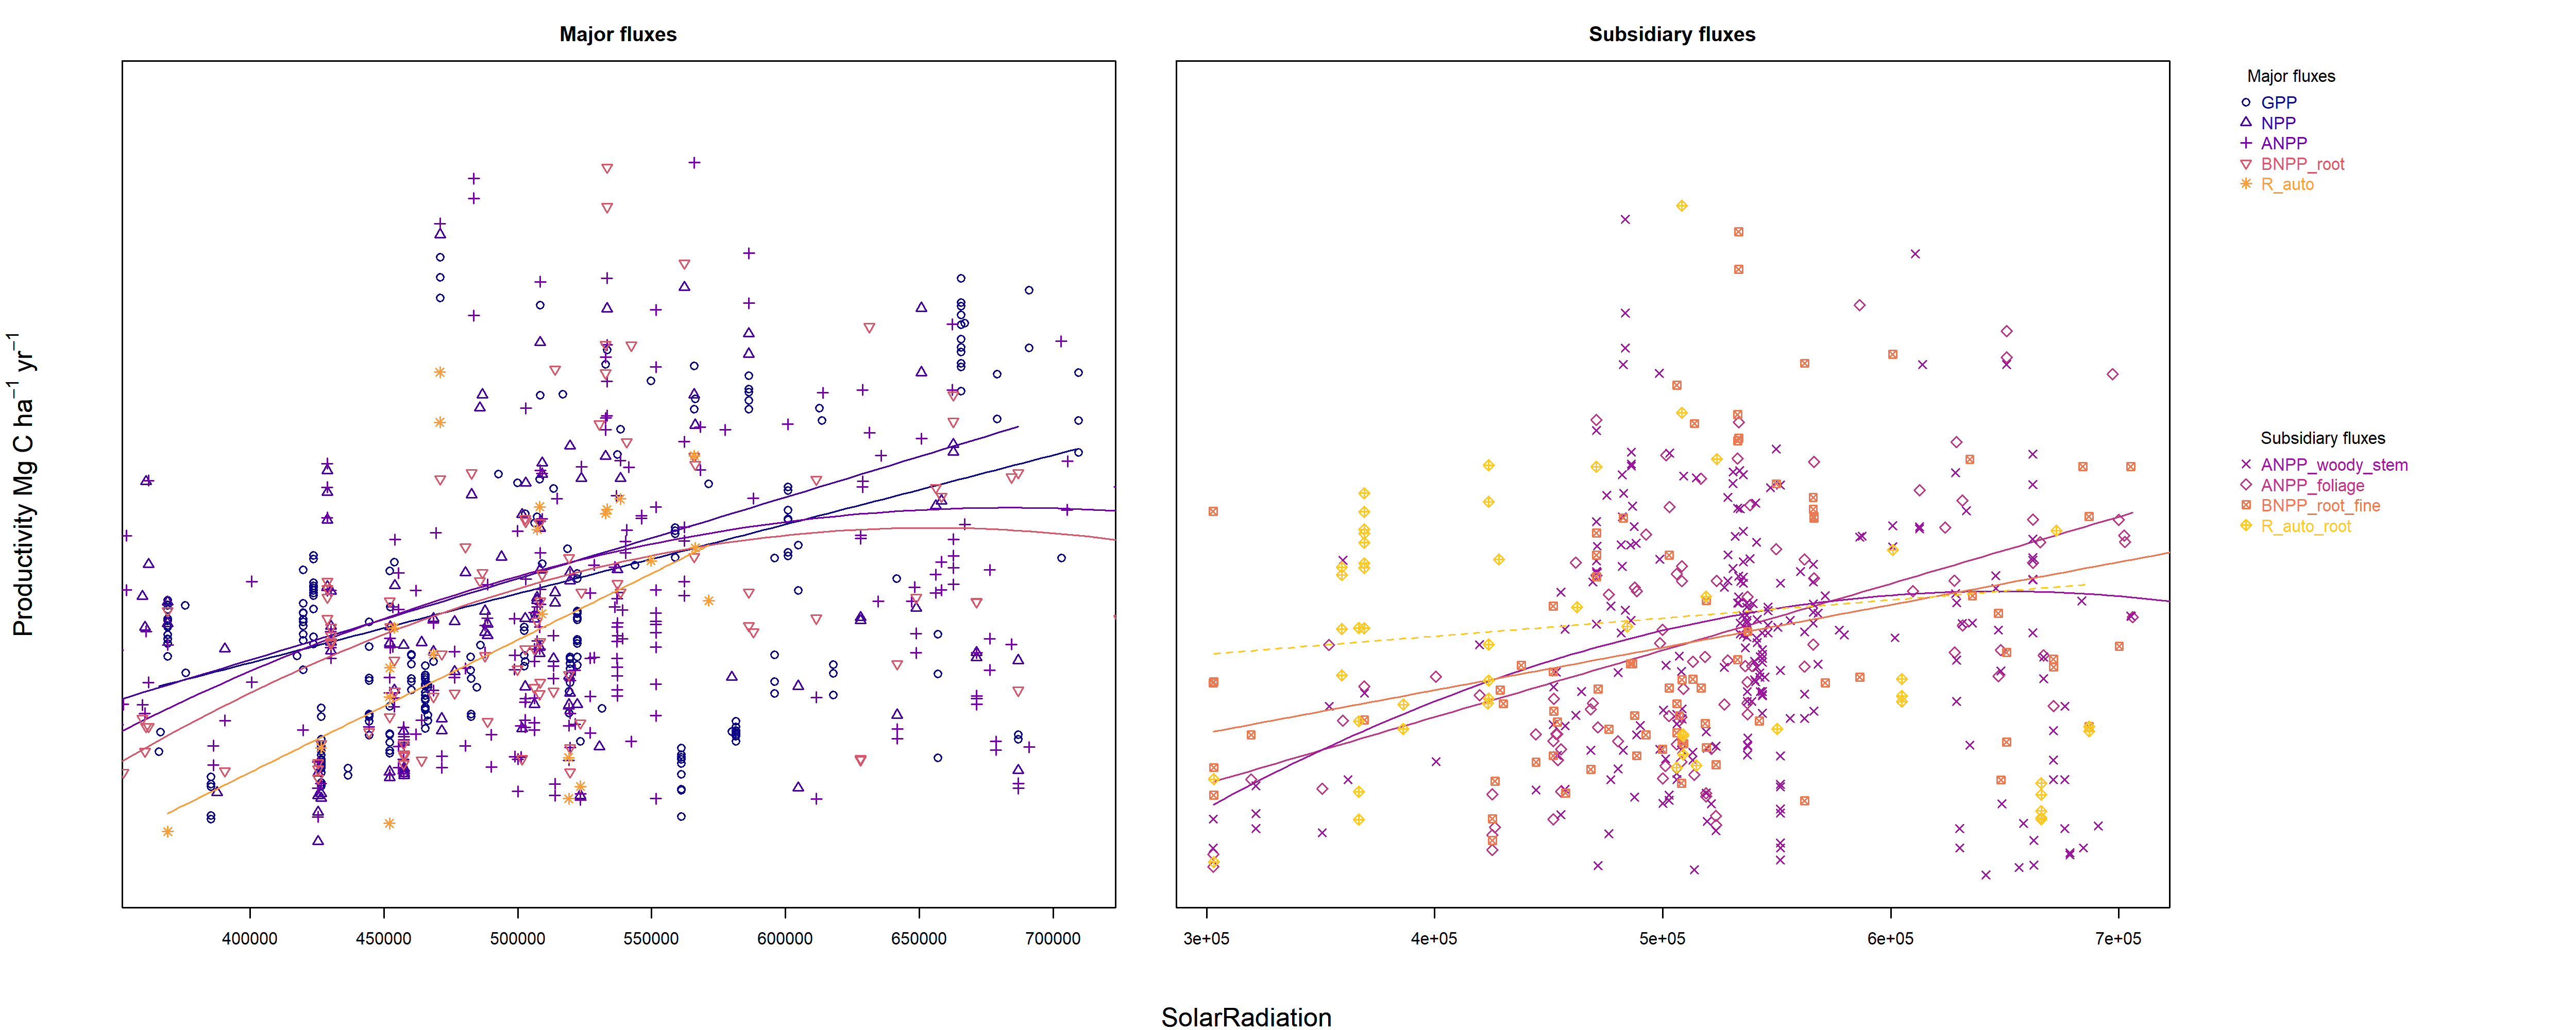 Major fluxes
Subsidiary fluxes
Productivity Mg C ha⁻¹ yr⁻¹
400000 450000 500000 550000 600000 650000 700000
3e+05 4e+05 5e+05 6e+05 7e+05
SolarRadiation
Major fluxes
GPP
NPP
ANPP
BNPP_root
R_auto
Subsidiary fluxes
ANPP_woody_stem
ANPP_foliage
BNPP_root_fine
R_auto_root